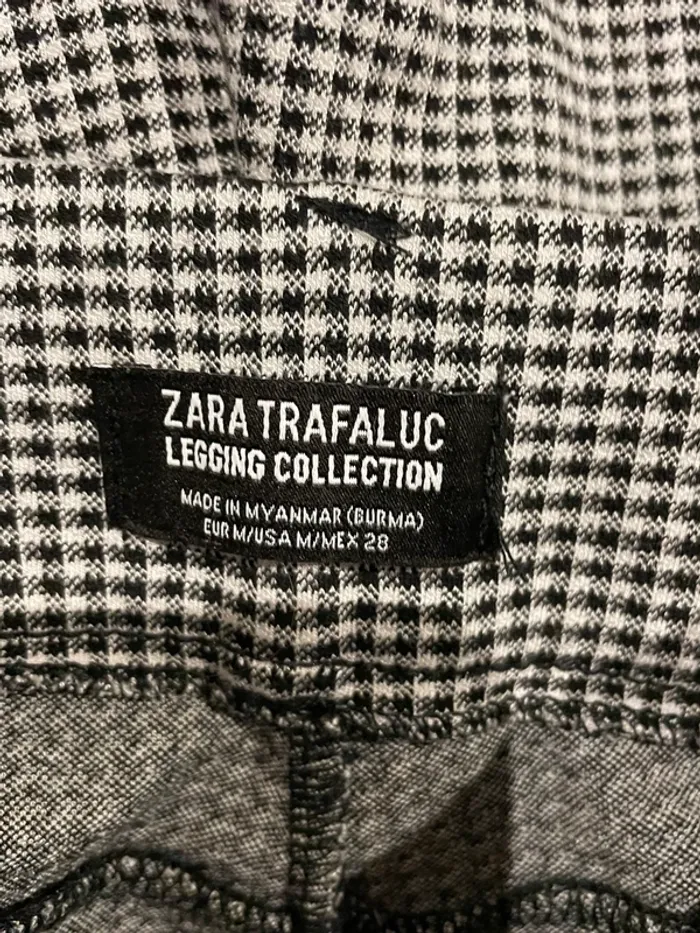 ZARA TRAFALUC
LEGGING COLLECTION
MADE IN MYANMAR (BURMA)
EUR M/USA M/MEX 28